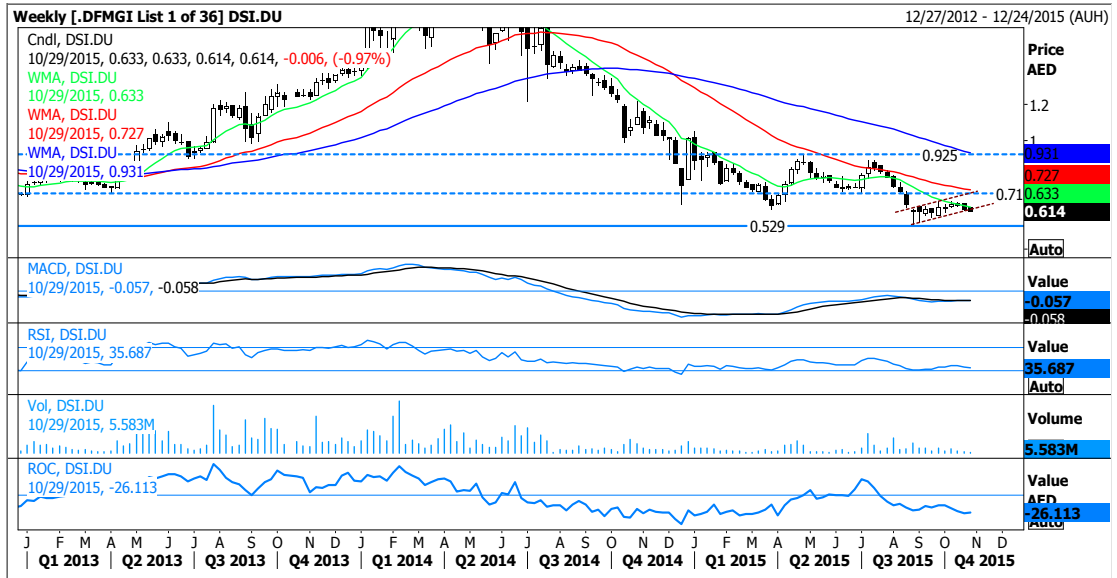 Weekly [.DFMGI List 1 of 36] DSI.DU
12/27/2012 - 12/24/2015 (AUH)
Cndl, DSI.DU
10/29/2015, 0.633, 0.633, 0.614, 0.614, -0.006, (-0.97%)
WMA, DSI.DU
10/29/2015, 0.633
WMA, DSI.DU
10/29/2015, 0.727
WMA, DSI.DU
10/29/2015, 0.931
Price
AED
1.2
1
0.925
0.931
0.727
0.71
0.633
0.614
0.529
Auto
MACD, DSI.DU
10/29/2015, -0.057, -0.058
Value
-0.057
-0.058
RSI, DSI.DU
10/29/2015, 35.687
Value
35.687
Auto
Vol, DSI.DU
10/29/2015, 5.583M
Volume
5.583M
ROC, DSI.DU
10/29/2015, -26.113
Value
AED
-26.113
Auto
J F M A M J J A S O N D J F M A M J J A S O N D J F M A M J J A S O N D
Q1 2013 Q2 2013 Q3 2013 Q4 2013 Q1 2014 Q2 2014 Q3 2014 Q4 2014 Q1 2015 Q2 2015 Q3 2015 Q4 2015